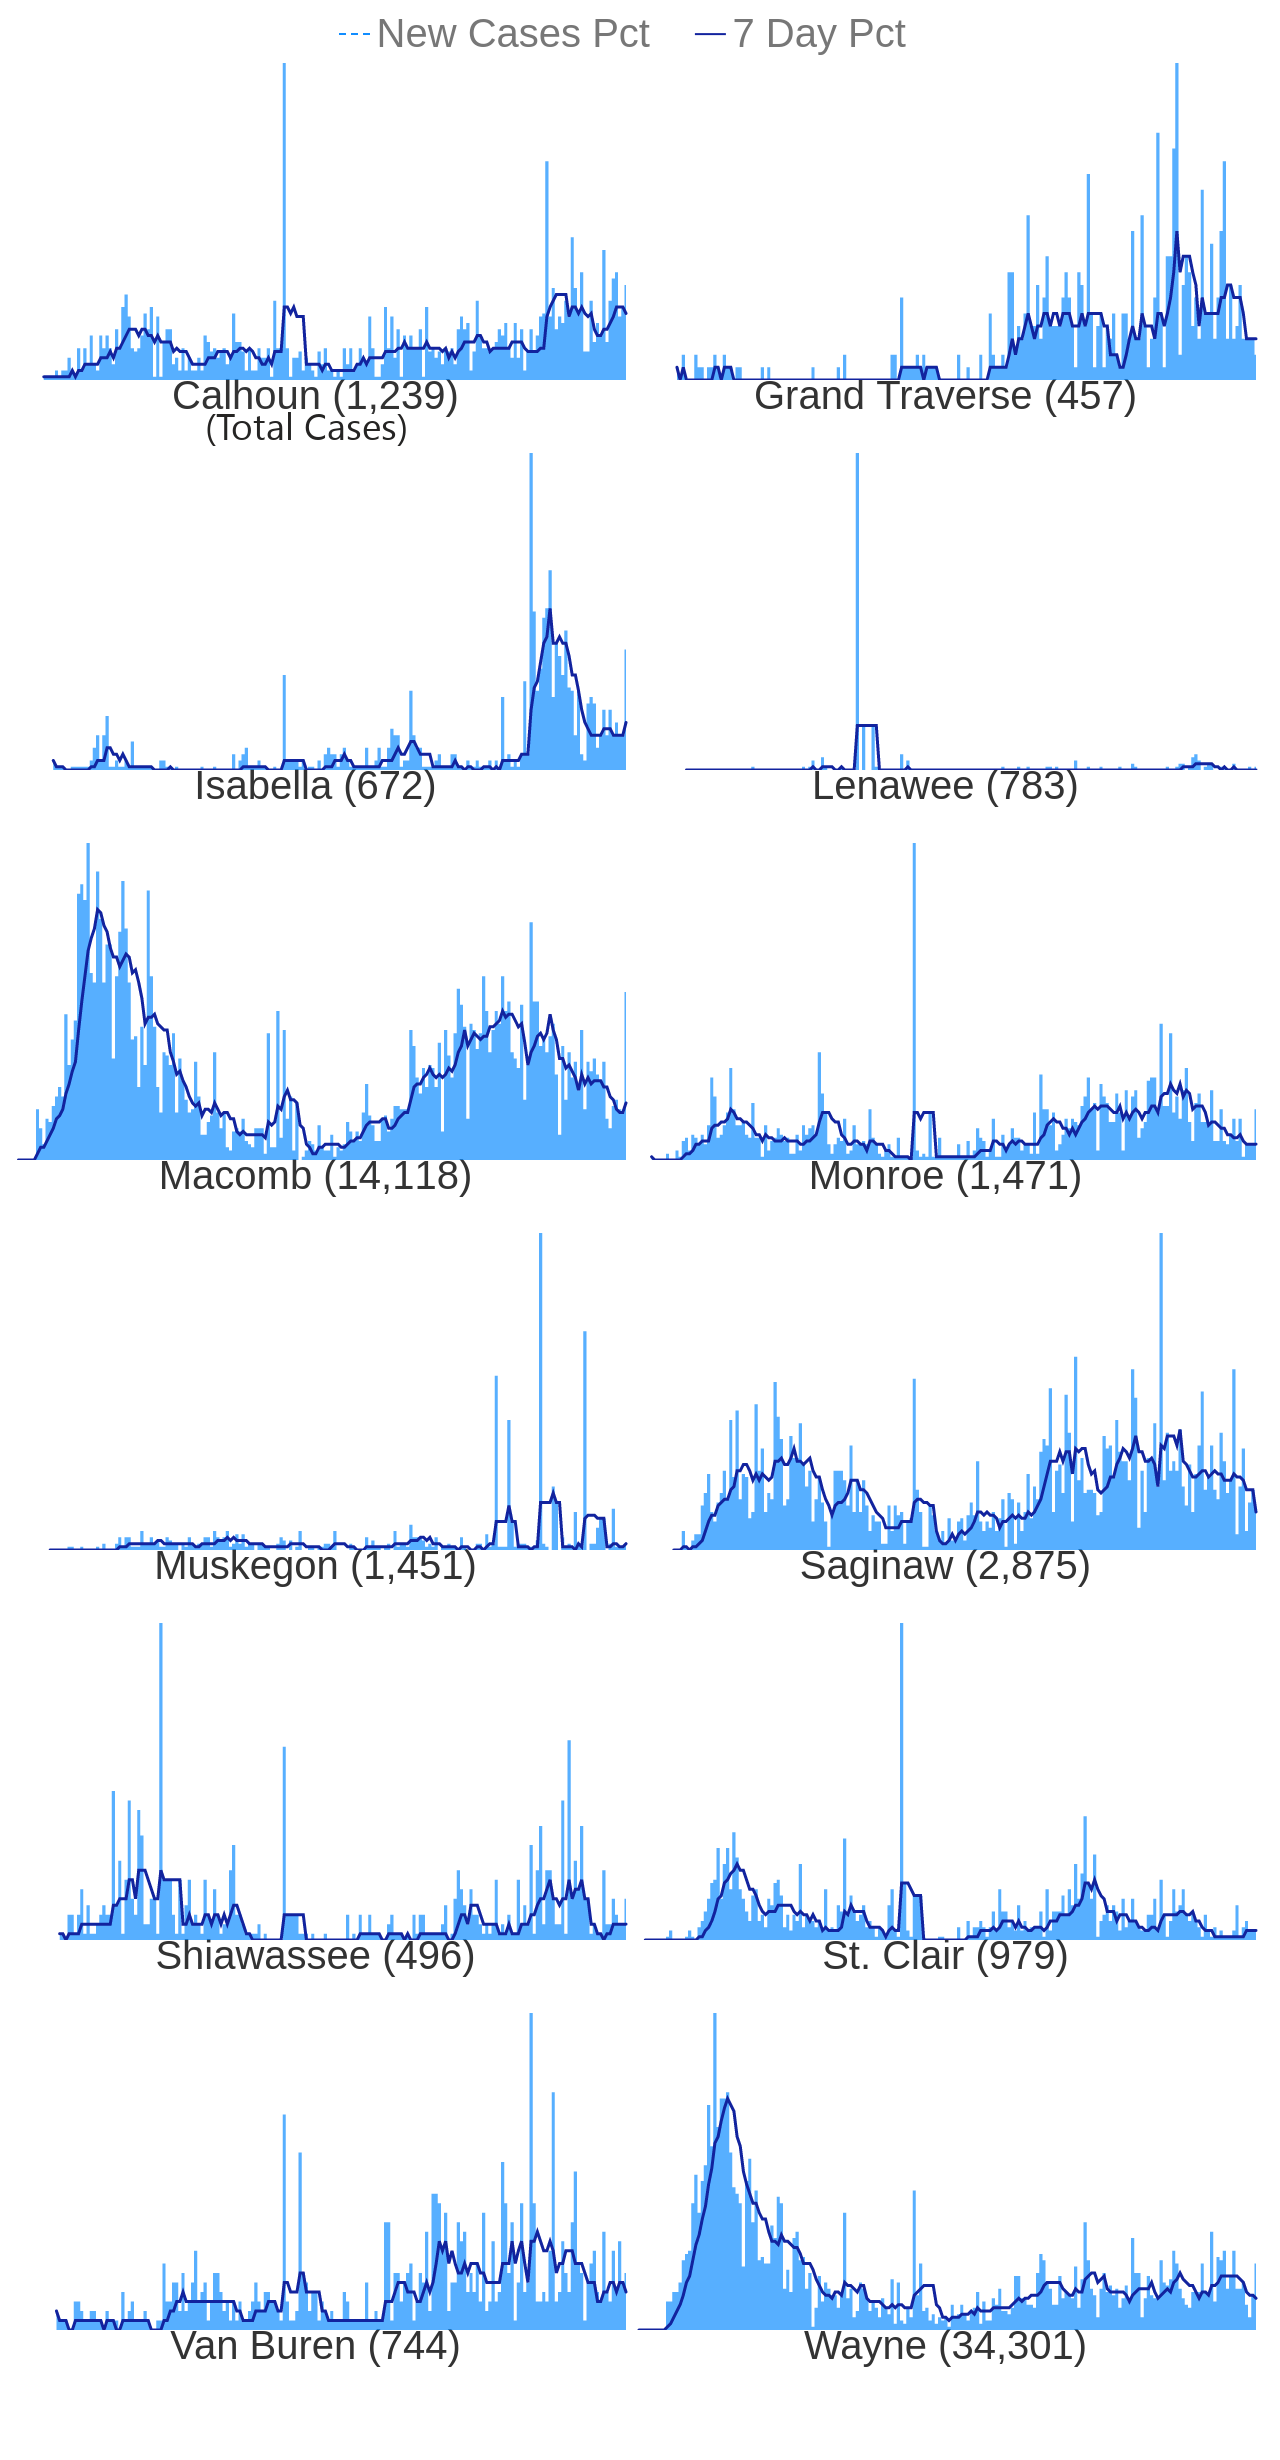 New Cases Pct 7 Day Pct
Calhoun (1,239) Grand Traverse (457)
(Total Cases)
Isabella (672) Lenawee (783)
Macomb (14,118) Monroe (1,471)
Muskegon (1,451) Saginaw (2,875)
Shiawassee (496) St. Clair (979)
Van Buren (744) Wayne (34,301)